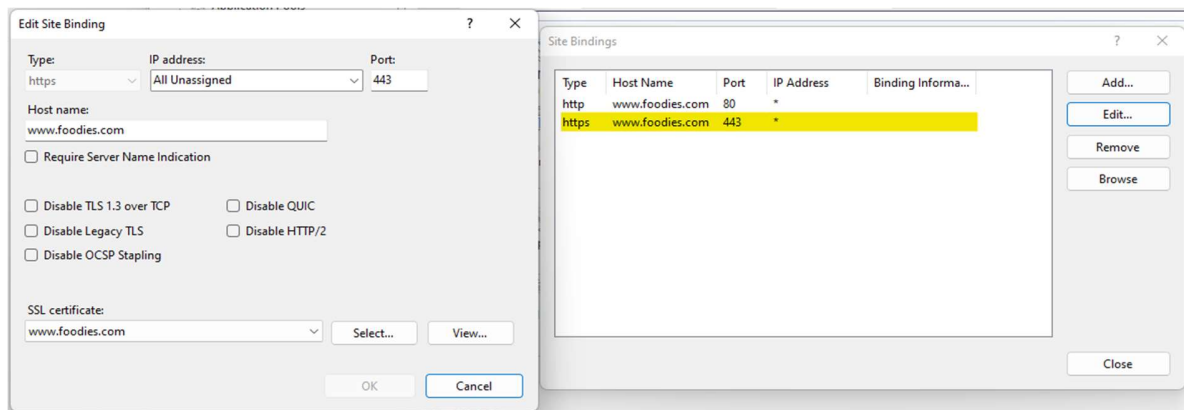 Application Pools
Edit Site Binding ? ×
Type: IP address: Port:
https All Unassigned 443
Host name:
www.foodies.com
Require Server Name Indication
Disable TLS 1.3 over TCP Disable QUIC
Disable Legacy TLS Disable HTTP/2
Disable OCSP Stapling
SSL certificate:
www.foodies.com Select... View...
OK Cancel
Site Bindings ? ×
Type Host Name Port IP Address Binding Informa... Add...
http www.foodies.com 80 *
https www.foodies.com 443 * Edit...
Remove
Browse
Close